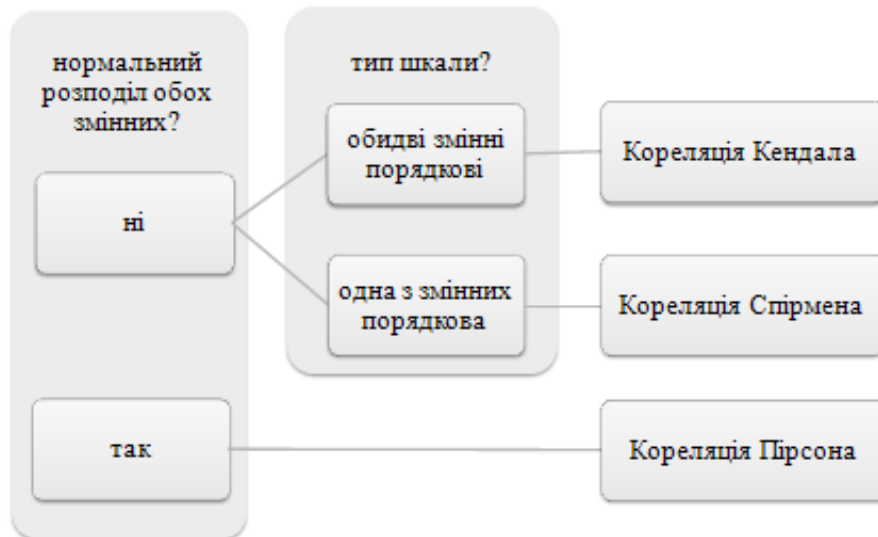 нормальний
розподіл обох
змінних?
тип шкали?
обидві змінні
порядкові
Кореляція Кендала
ні
одна з змінних
порядкова
Кореляція Спірмена
так
Кореляція Пірсона